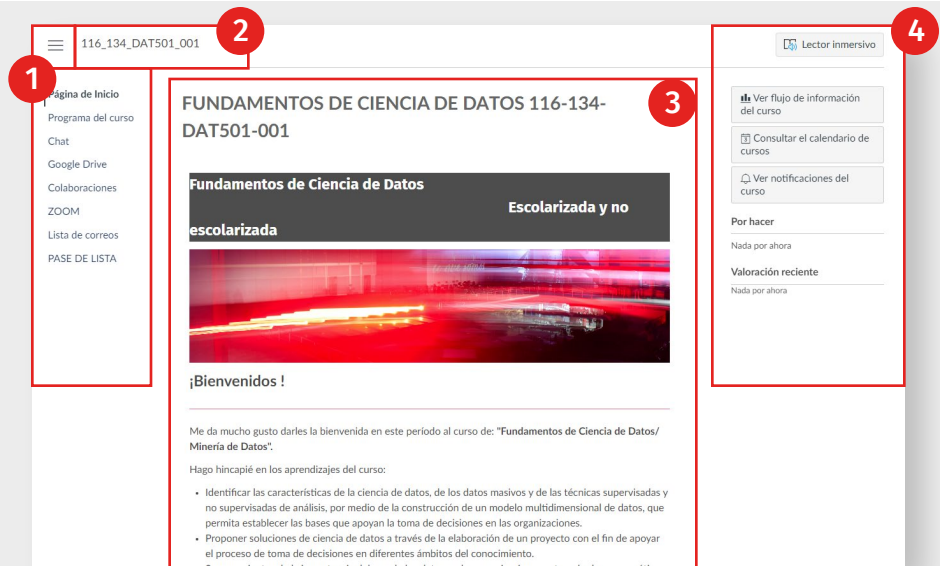 1
2
3
4
116_134_DAT501_001
Lector inmersivo
Página de Inicio
Programa del curso
Chat
Google Drive
Colaboraciones
ZOOM
Lista de correos
PASE DE LISTA
FUNDAMENTOS DE CIENCIA DE DATOS 116-134-
DAT501-001
Fundamentos de Ciencia de Datos
Escolarizada y no
escolarizada
¡Bienvenidos !
Me da mucho gusto darles la bienvenida en este período al curso de: "Fundamentos de Ciencia de Datos/
Minería de Datos".
Hago hincapié en los aprendizajes del curso:
• Identificar las características de la ciencia de datos, de los datos masivos y de las técnicas supervisadas y
no supervisadas de análisis, por medio de la construcción de un modelo multidimensional de datos, que
permita establecer las bases que apoyan la toma de decisiones en las organizaciones.
• Proponer soluciones de ciencia de datos a través de la elaboración de un proyecto con el fin de apoyar
el proceso de toma de decisiones en diferentes ámbitos del conocimiento.
Ver flujo de información
del curso
Consultar el calendario de
cursos
Ver notificaciones del
curso
Por hacer
Nada por ahora
Valoración reciente
Nada por ahora